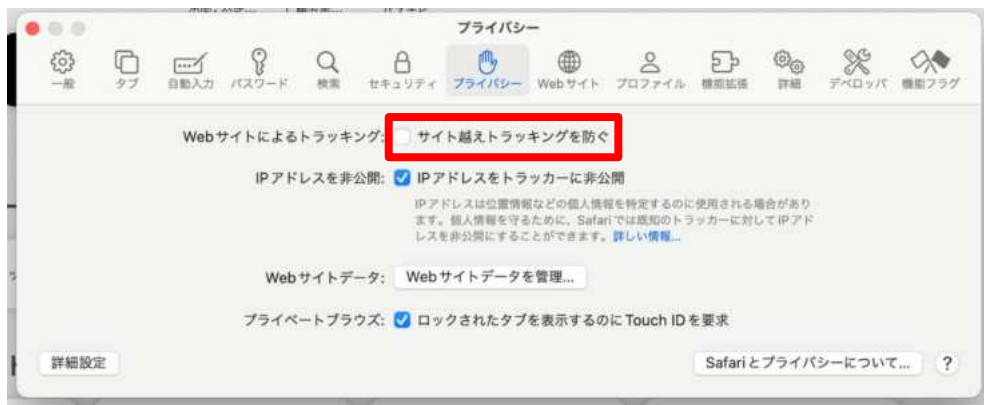 プライバシー
一般 タブ 自動入力 パスワード 検索 セキュリティ プライバシー Webサイト プロファイル 機能拡張 詳細 デベロッパ 機能フラグ
Webサイトによるトラッキング: サイト越えトラッキングを防ぐ
IPアドレスを非公開: IPアドレスをトラッカーに非公開
IPアドレスは位置情報などの個人情報を特定するのに使用される場合があり
ます。個人情報を守るために、Safariでは既知のトラッカーに対してIPアド
レスを非公開にすることができます。詳しい情報...
Webサイトデータ: Webサイトデータを管理...
プライベートブラウズ: ロックされたタブを表示するのにTouch IDを要求
詳細設定 Safariとプライバシーについて... ?